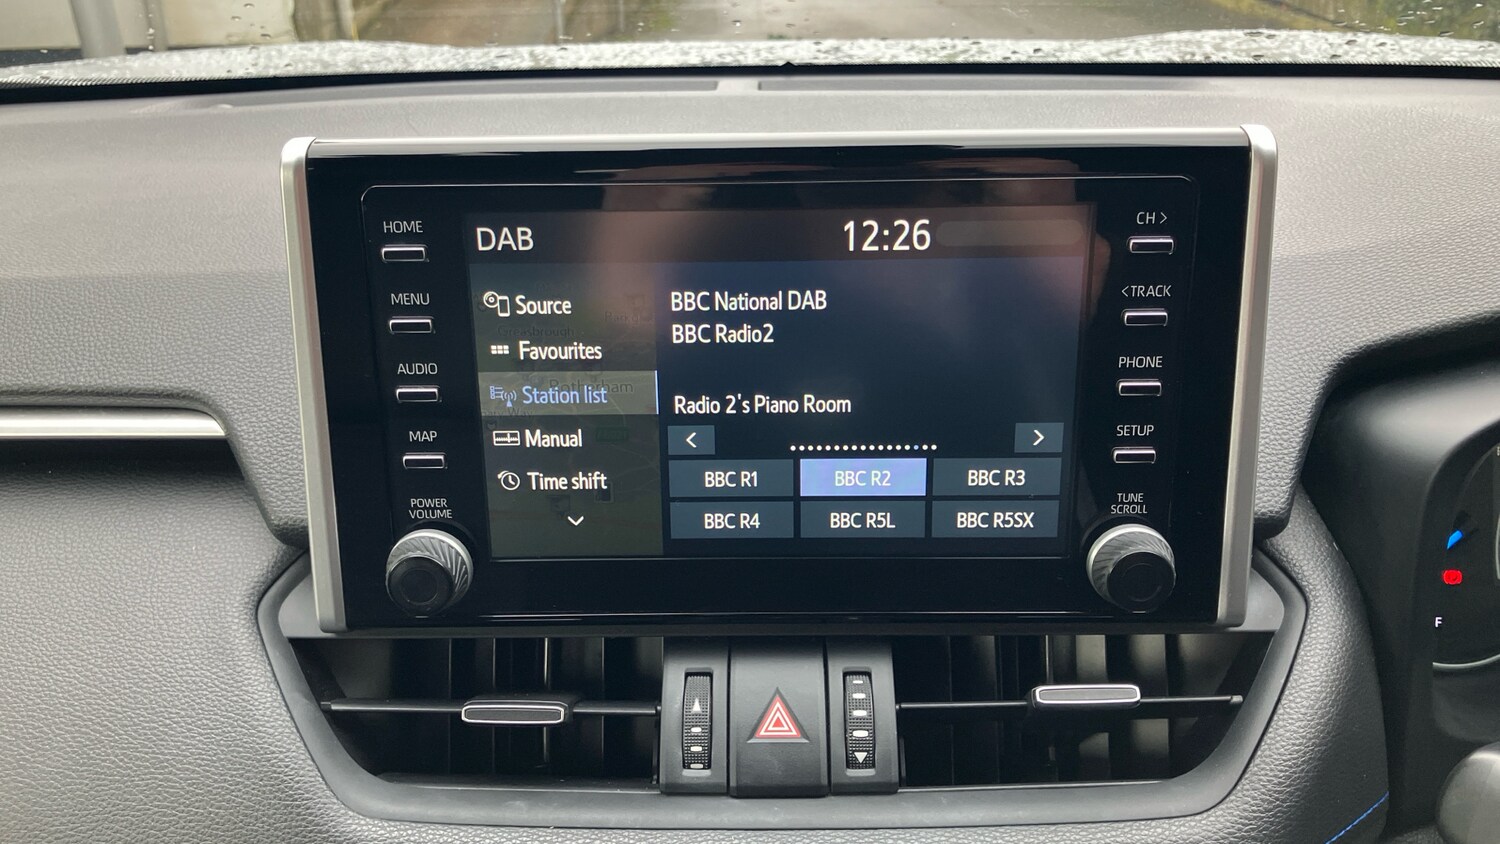 HOME
MENU
AUDIO
MAP
POWER
VOLUME
DAB
12:26
Source
Favourites
Rotherham
Station list
Manual
Time shift
BBC National DAB
BBC Radio2
Radio 2's Piano Room
<
>
BBC R1
BBC R2
BBC R3
BBC R4
BBC R5L
BBC R5SX
CH >
<TRACK
PHONE
SETUP
TUNE
SCROLL
F